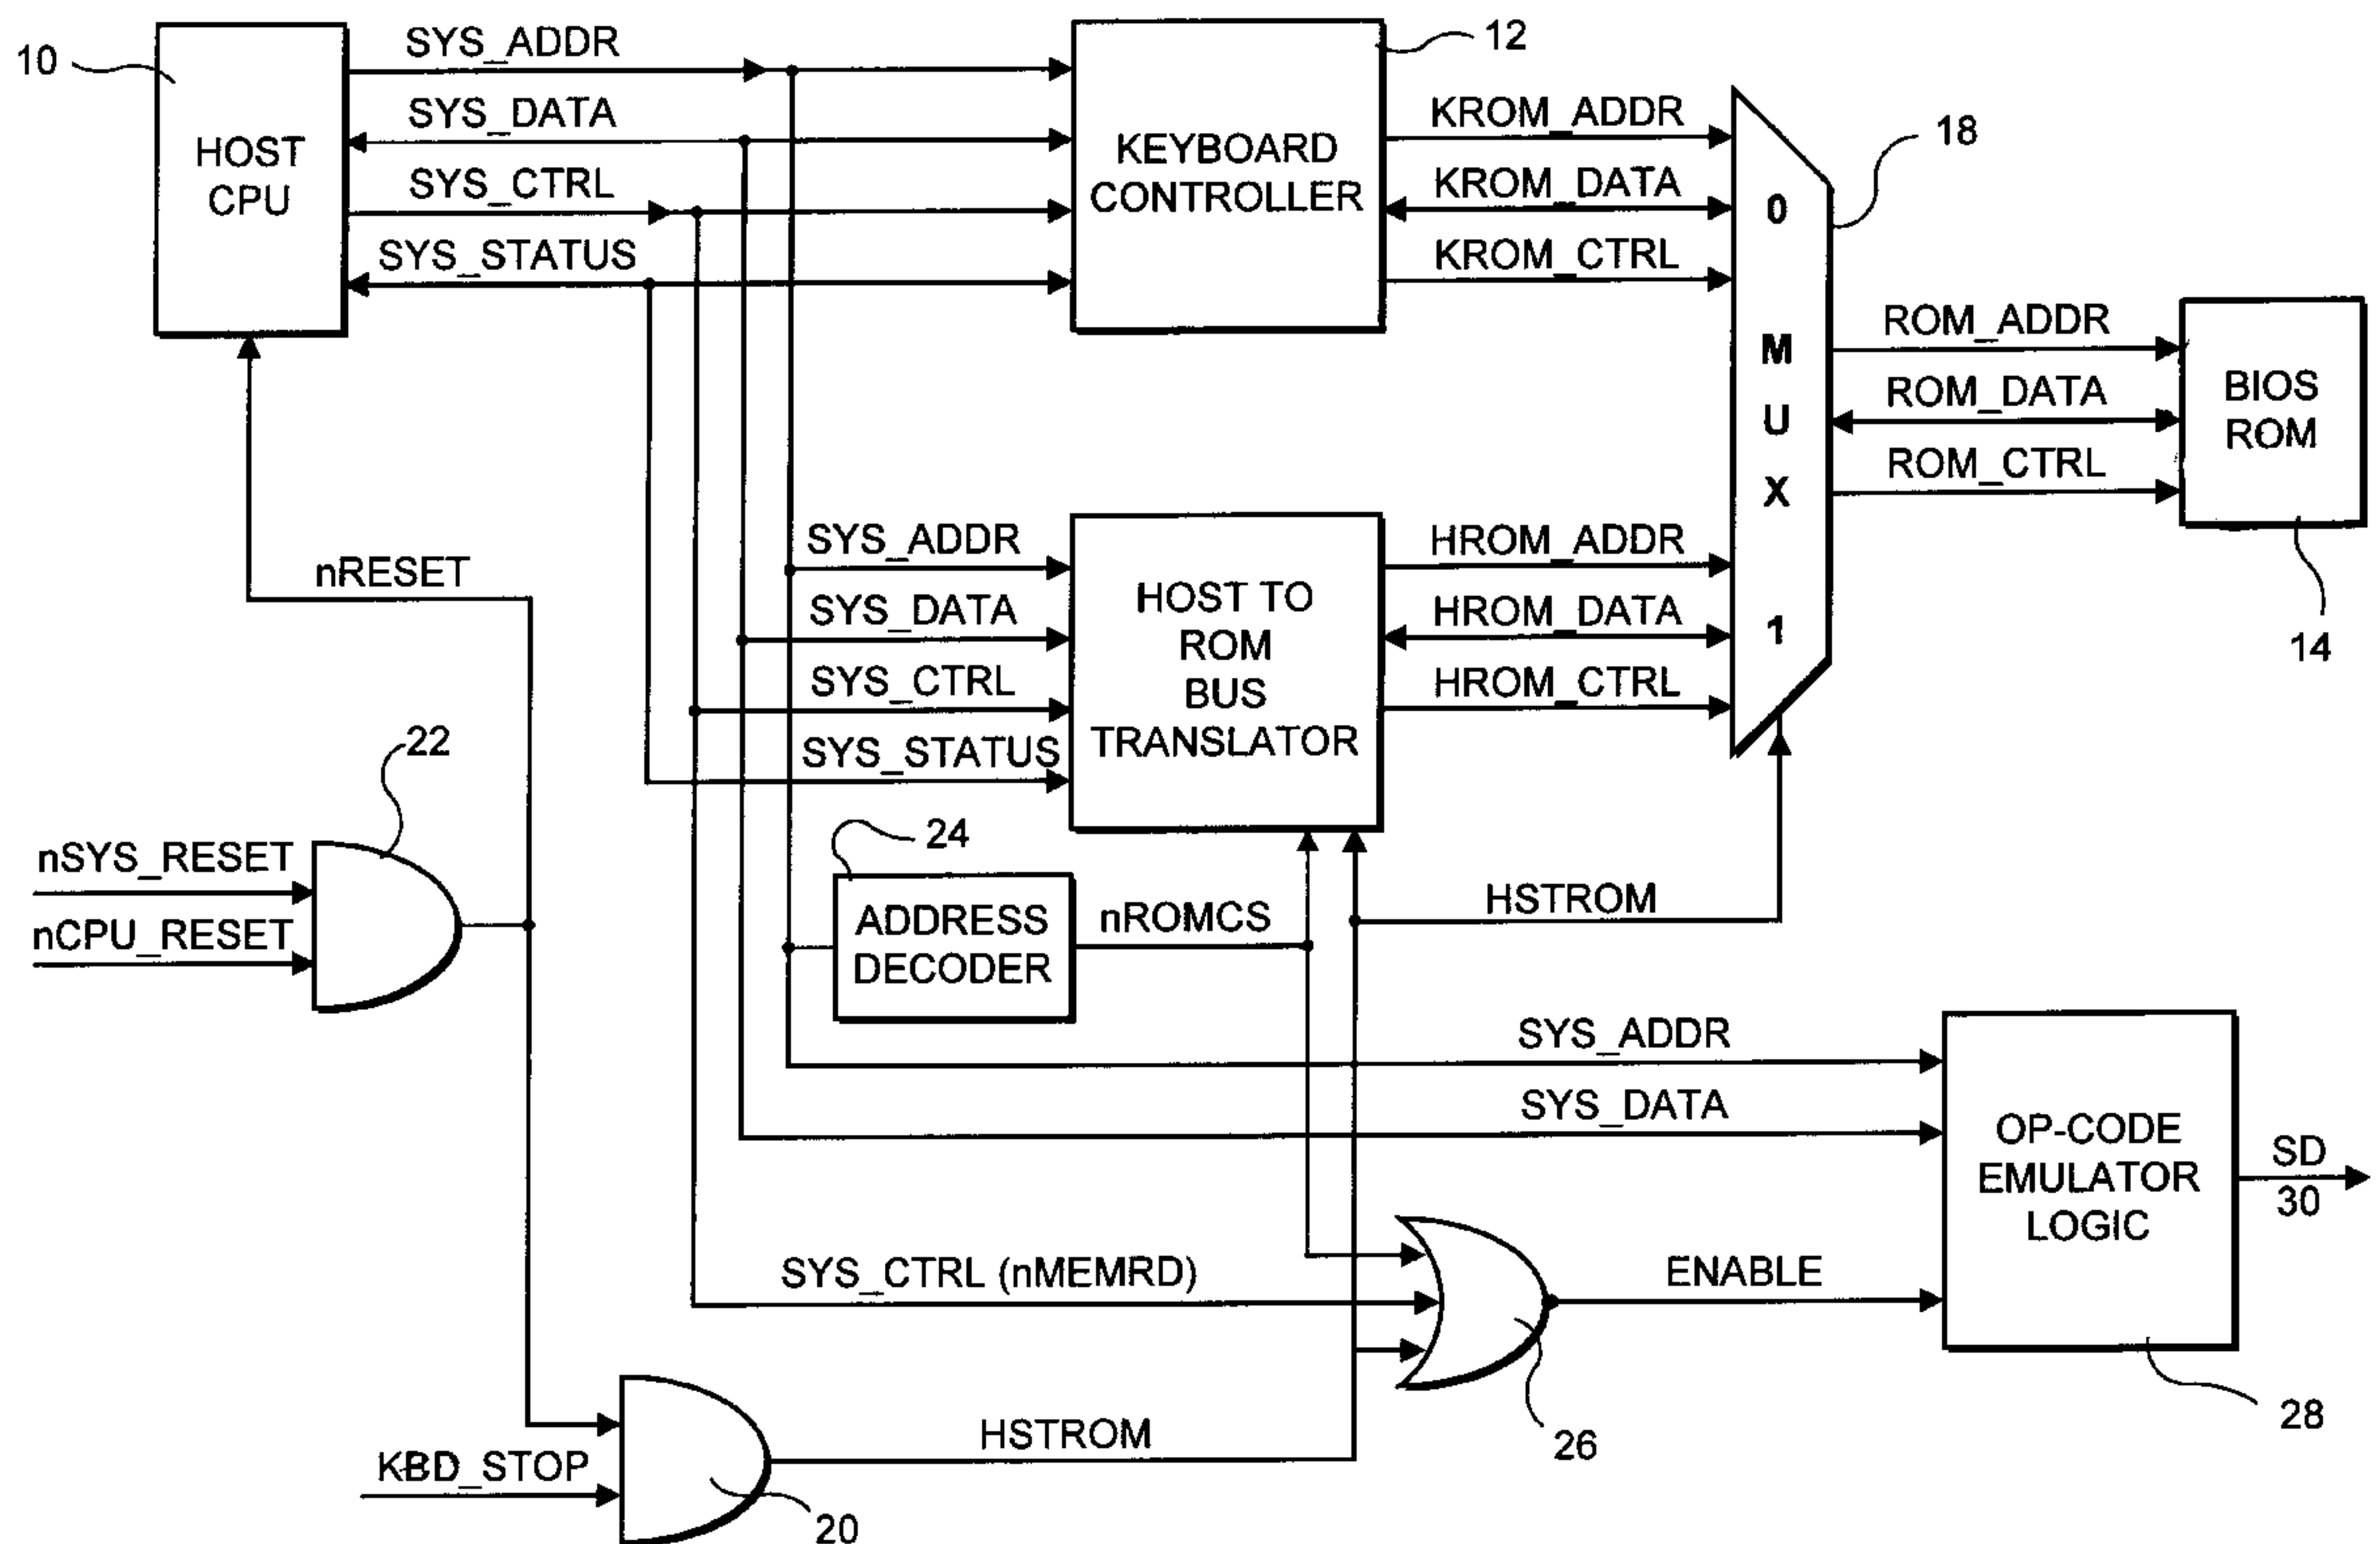 10
HOST
CPU
SYS_ADDR
SYS_DATA
SYS_CTRL
SYS_STATUS
KEYBOARD
CONTROLLER
12
KROM_ADDR
KROM_DATA
KROM_CTRL
0
M
U
X
1
18
ROM_ADDR
ROM_DATA
ROM_CTRL
BIOS
ROM
14
nRESET
SYS_ADDR
SYS_DATA
SYS_CTRL
SYS_STATUS
HOST TO
ROM
BUS
TRANSLATOR
HROM_ADDR
HROM_DATA
HROM_CTRL
22
nSYS_RESET
nCPU_RESET
24
ADDRESS
DECODER
nROMCS
HSTROM
SYS_ADDR
SYS_DATA
SYS_CTRL (nMEMRD)
26
ENABLE
OP-CODE
EMULATOR
LOGIC
SD
30
28
KBD_STOP
20
HSTROM